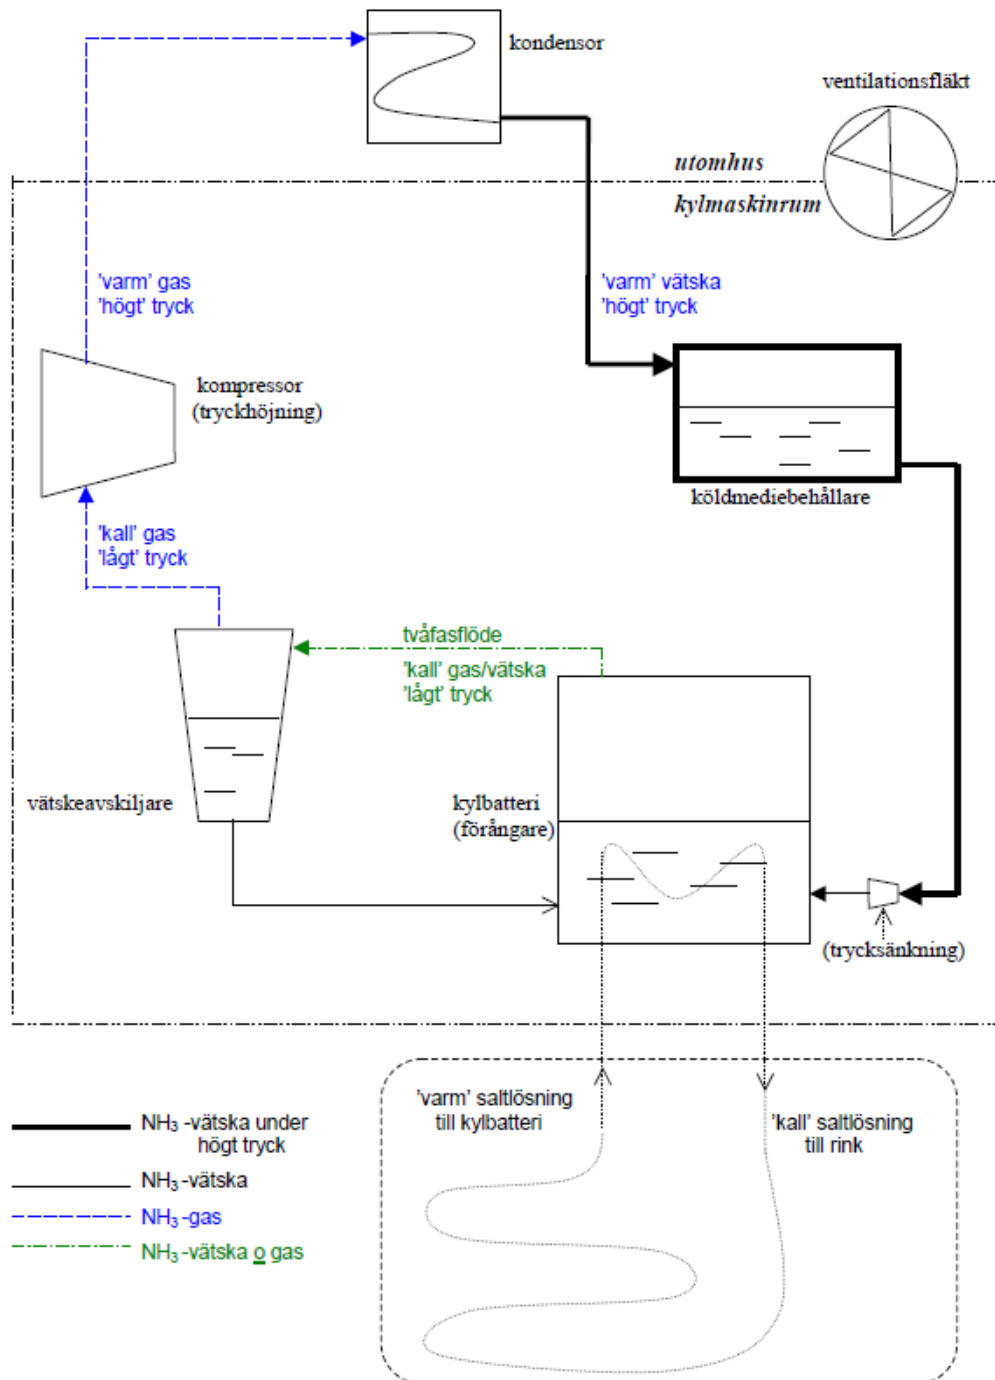 kondensor
ventilationsfläkt
utomhus
kylmaskinrum
'varm' gas
'högt' tryck
'varm' vätska
'högt' tryck
kompressor
(tryckhöjning)
köldmediebehållare
'kall' gas
'lågt' tryck
tvåfasflöde
'kall' gas/vätska
'lågt' tryck
vätskeavskiljare
kylbatteri
(förångare)
(trycksänkning)
'varm' saltlösning
till kylbatteri
'kall' saltlösning
till rink
NH3 -vätska under
högt tryck
NH3 -vätska
NH3 -gas
NH3 -vätska o gas